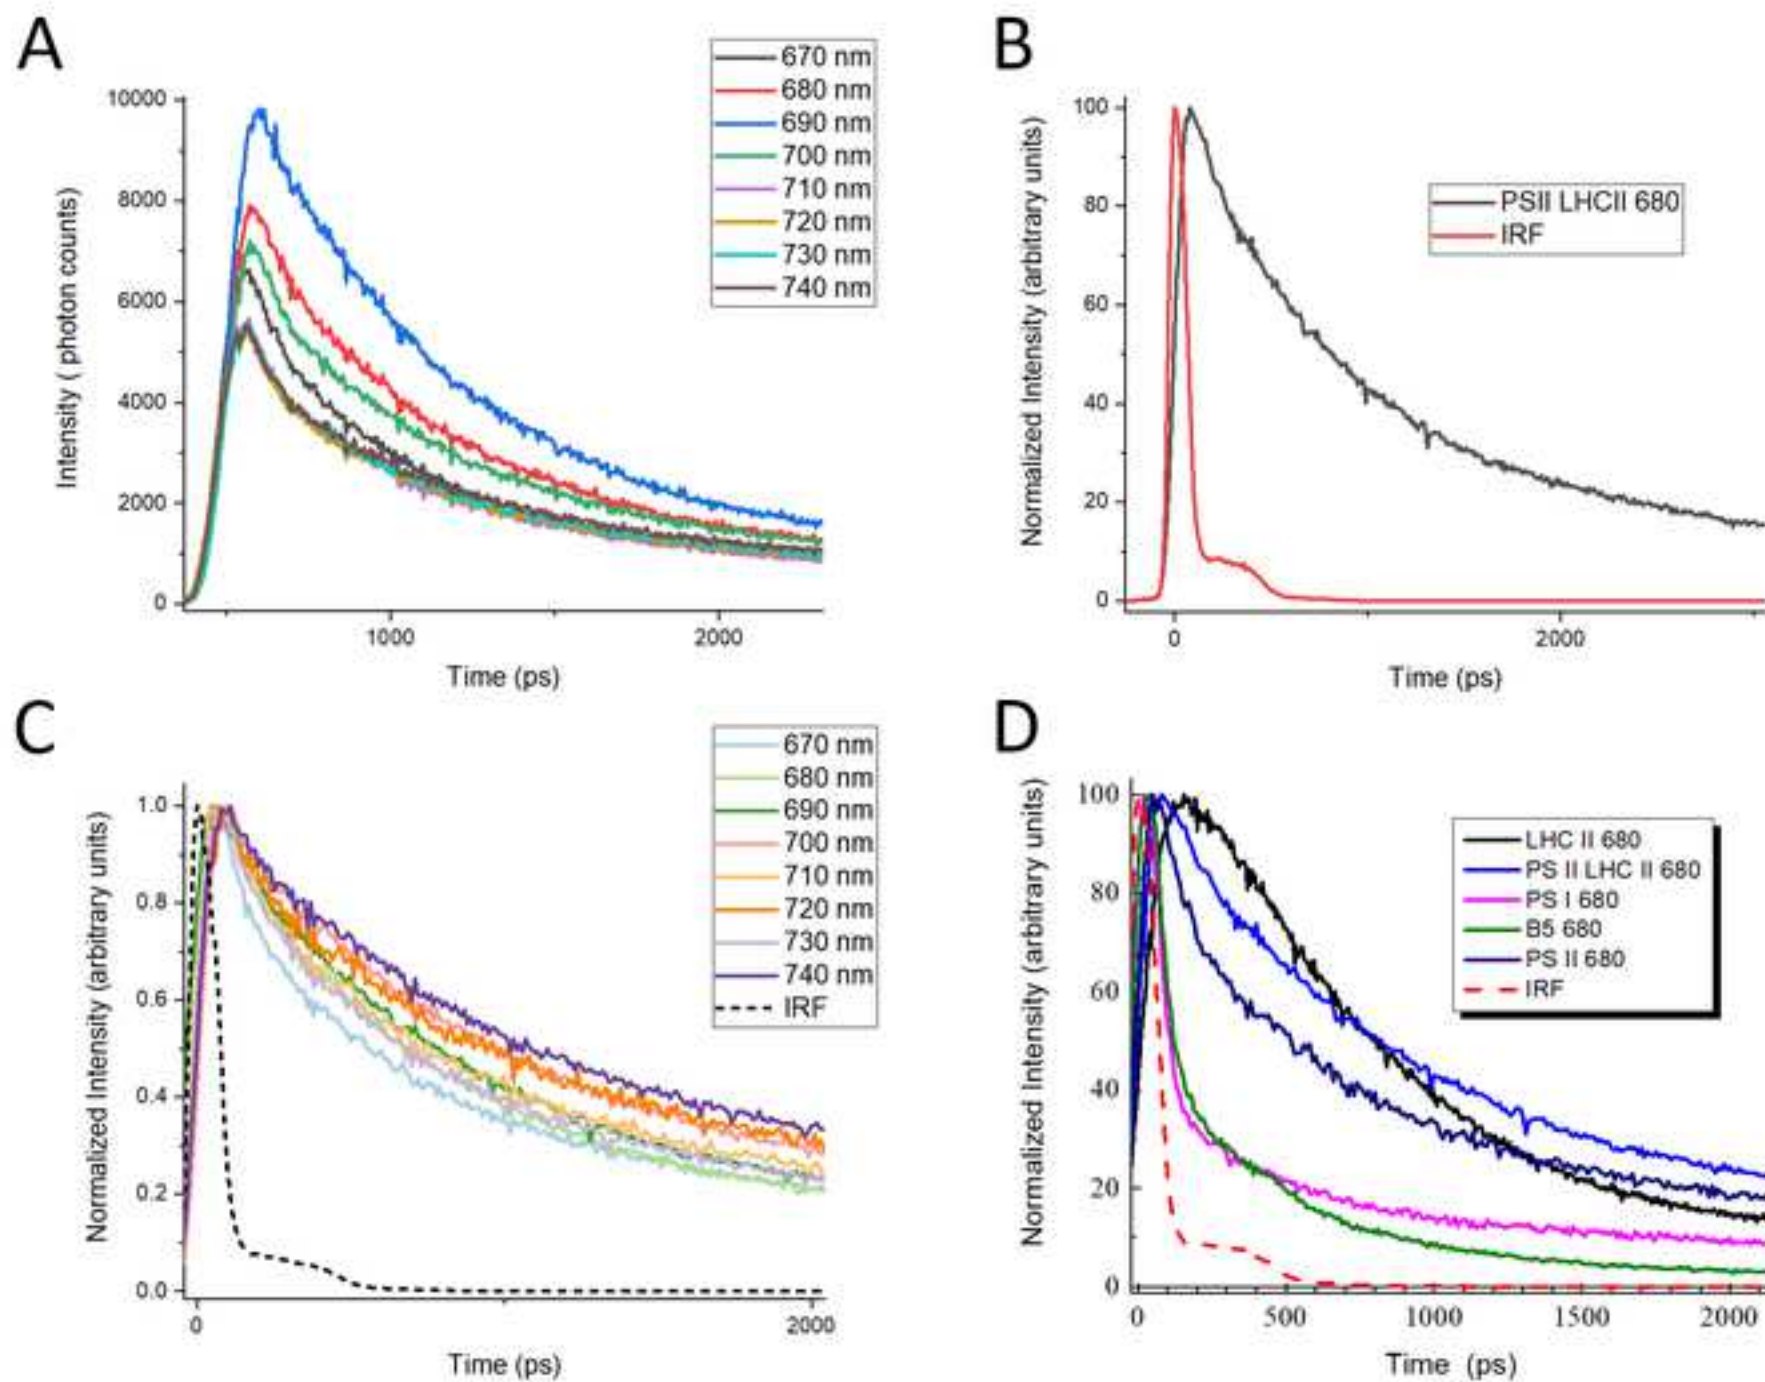 A
670 nm
680 nm
690 nm
700 nm
710 nm
720 nm
730 nm
740 nm
10000
8000
6000
4000
2000
0
1000
2000
Intensity ( photon counts)
Time (ps)
B
PSII LHCII 680
IRF
100
80
60
40
20
0
0
2000
Normalized Intensity (arbitrary units)
Time (ps)
C
670 nm
680 nm
690 nm
700 nm
710 nm
720 nm
730 nm
740 nm
IRF
1.0
0.8
0.6
0.4
0.2
0.0
0
2000
Normalized Intensity (arbitrary units)
Time (ps)
D
LHC II 680
PS II LHC II 680
PS I 680
B5 680
PS II 680
IRF
100
80
60
40
20
0
0
500
1000
1500
2000
Normalized Intensity (arbitrary units)
Time (ps)